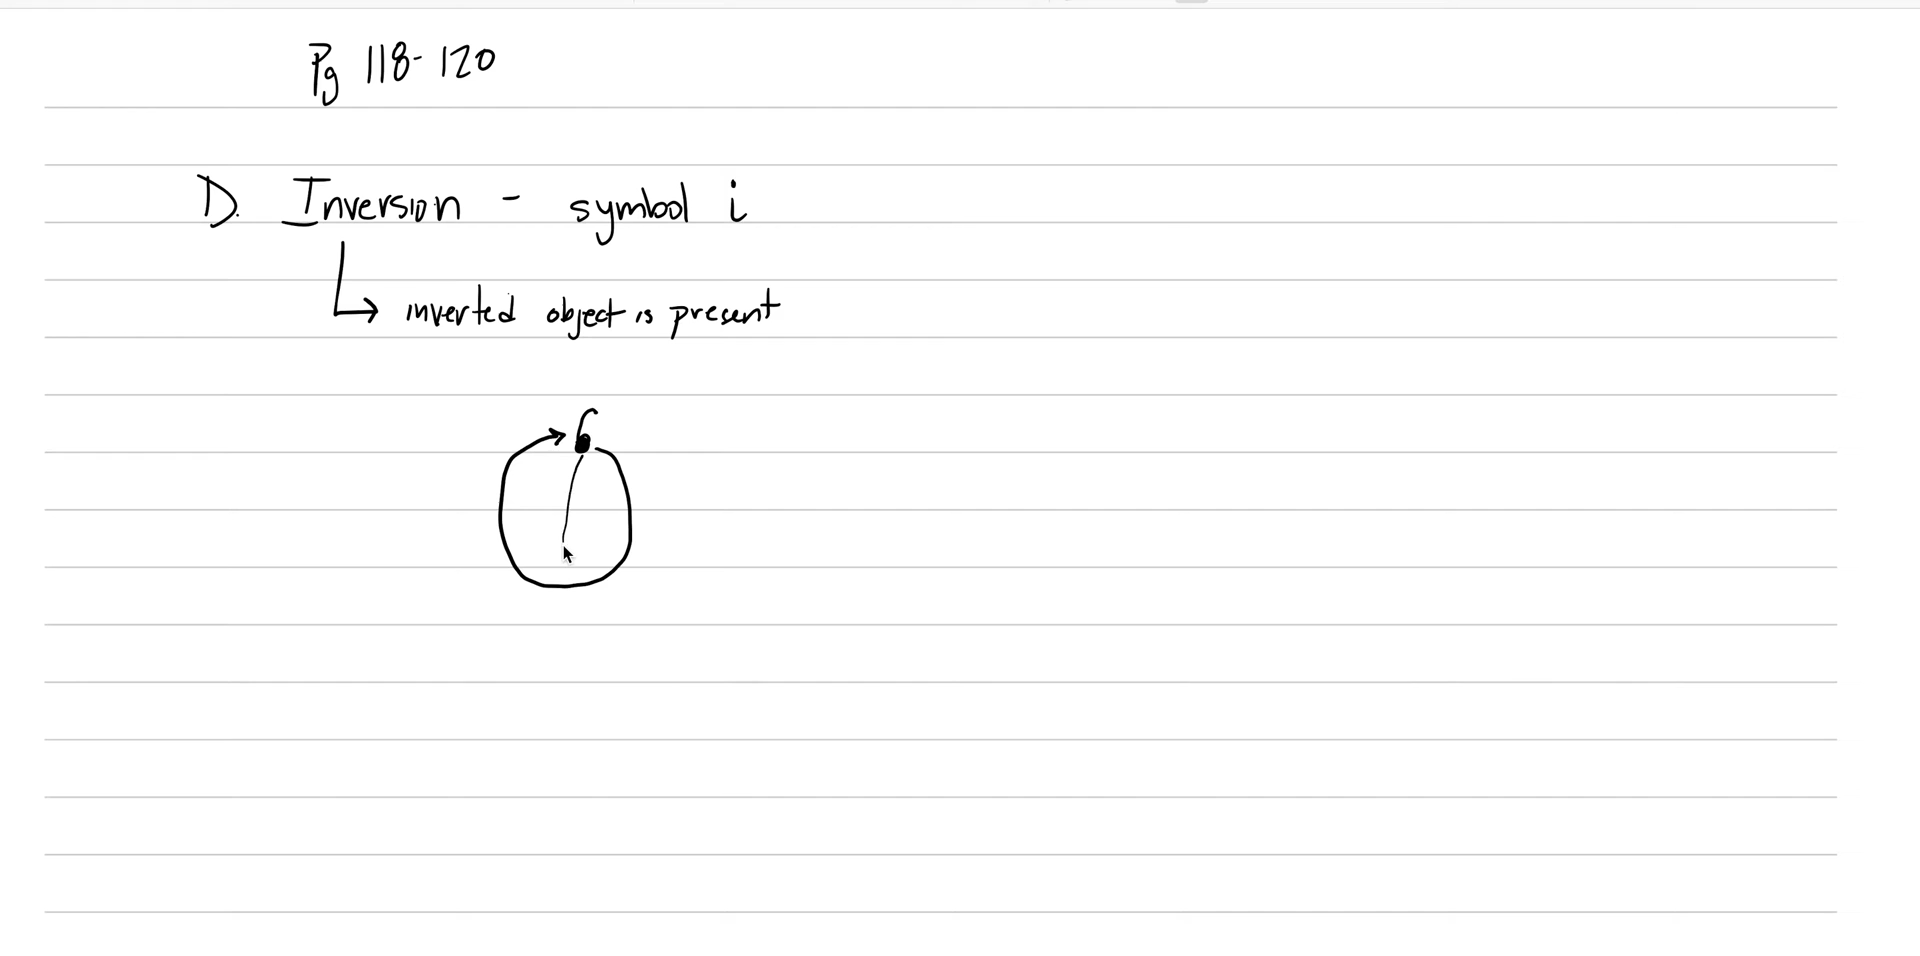 Pg 118-120
D. Inversion - symbol i
↳ inverted object is present